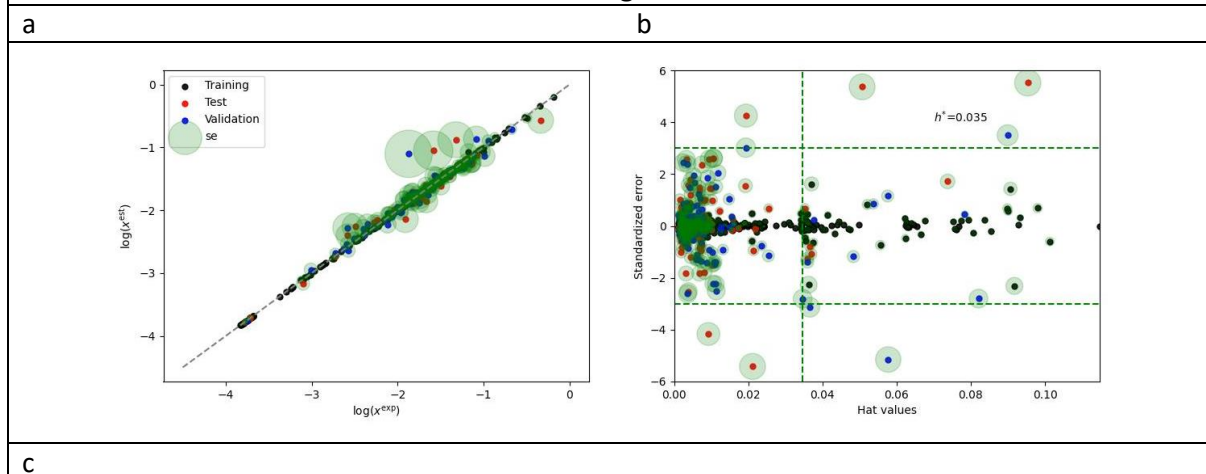 a
b
Training
Test
Validation
se
0
−1
−2
−3
−4
log(x^est)
−4 −3 −2 −1 0
log(x^exp)
6
4
2
0
−2
−4
−6
Standardized error
h*=0.035
0.00 0.02 0.04 0.06 0.08 0.10
Hat values
c